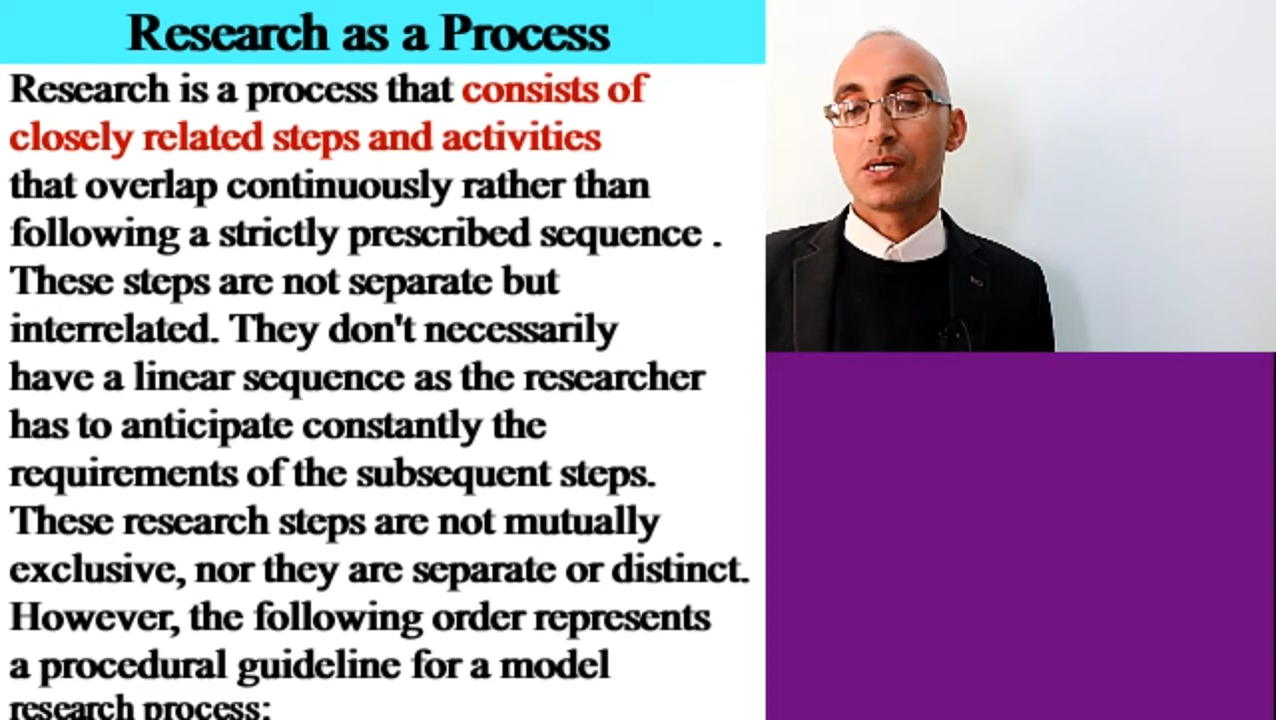 Research as a Process
Research is a process that consists of
closely related steps and activities
that overlap continuously rather than
following a strictly prescribed sequence .
These steps are not separate but
interrelated. They don't necessarily
have a linear sequence as the researcher
has to anticipate constantly the
requirements of the subsequent steps.
These research steps are not mutually
exclusive, nor they are separate or distinct.
However, the following order represents
a procedural guideline for a model
research process: